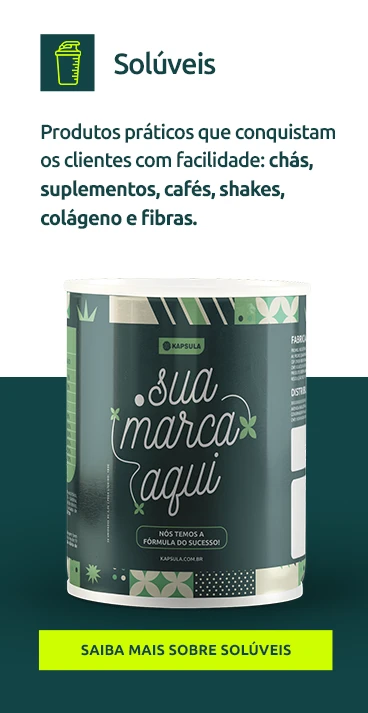 Solúveis
Produtos práticos que conquistam
os clientes com facilidade: chás,
suplementos, cafés, shakes,
colágeno e fibras.
KAPSULA
sua
marca
aqui
NÓS TEMOS A
FÓRMULA DO SUCESSO!
KAPSULA.COM.BR
SAIBA MAIS SOBRE SOLÚVEIS